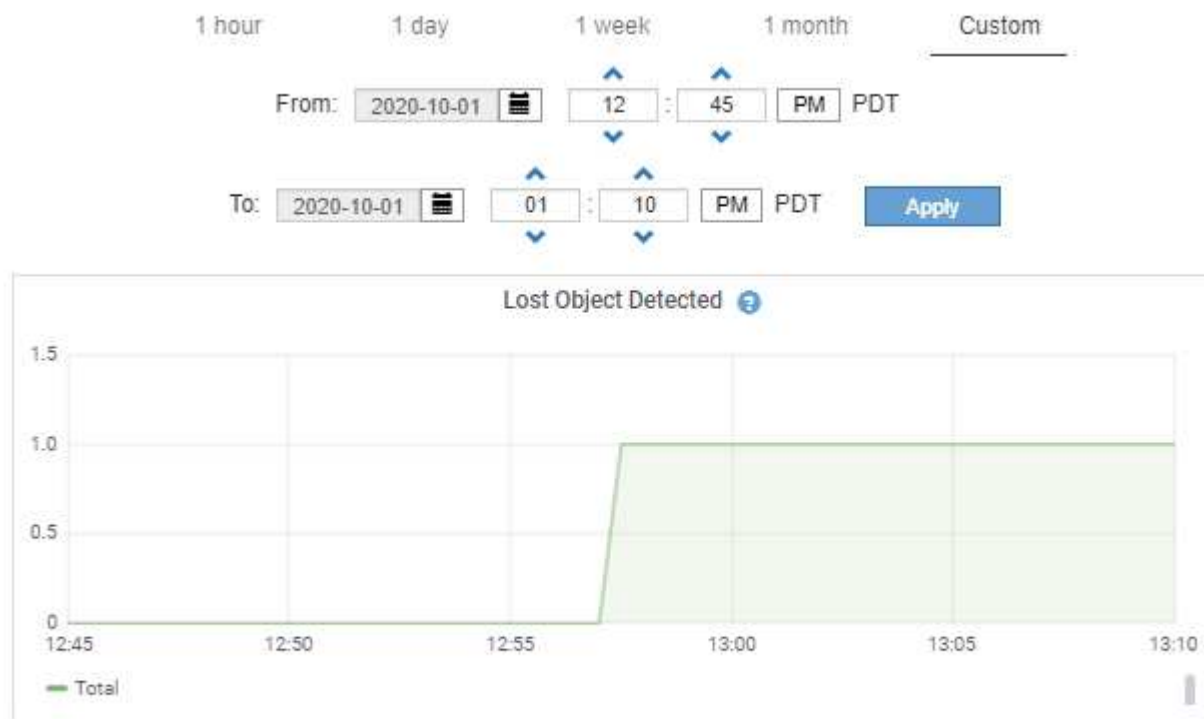 1 hour 1 day 1 week 1 month Custom
From: 2020-10-01 12 : 45 PM PDT
To: 2020-10-01 01 : 10 PM PDT Apply
Lost Object Detected ?
1.5
1.0
0.5
0
12:45 12:50 12:55 13:00 13:05 13:10
Total